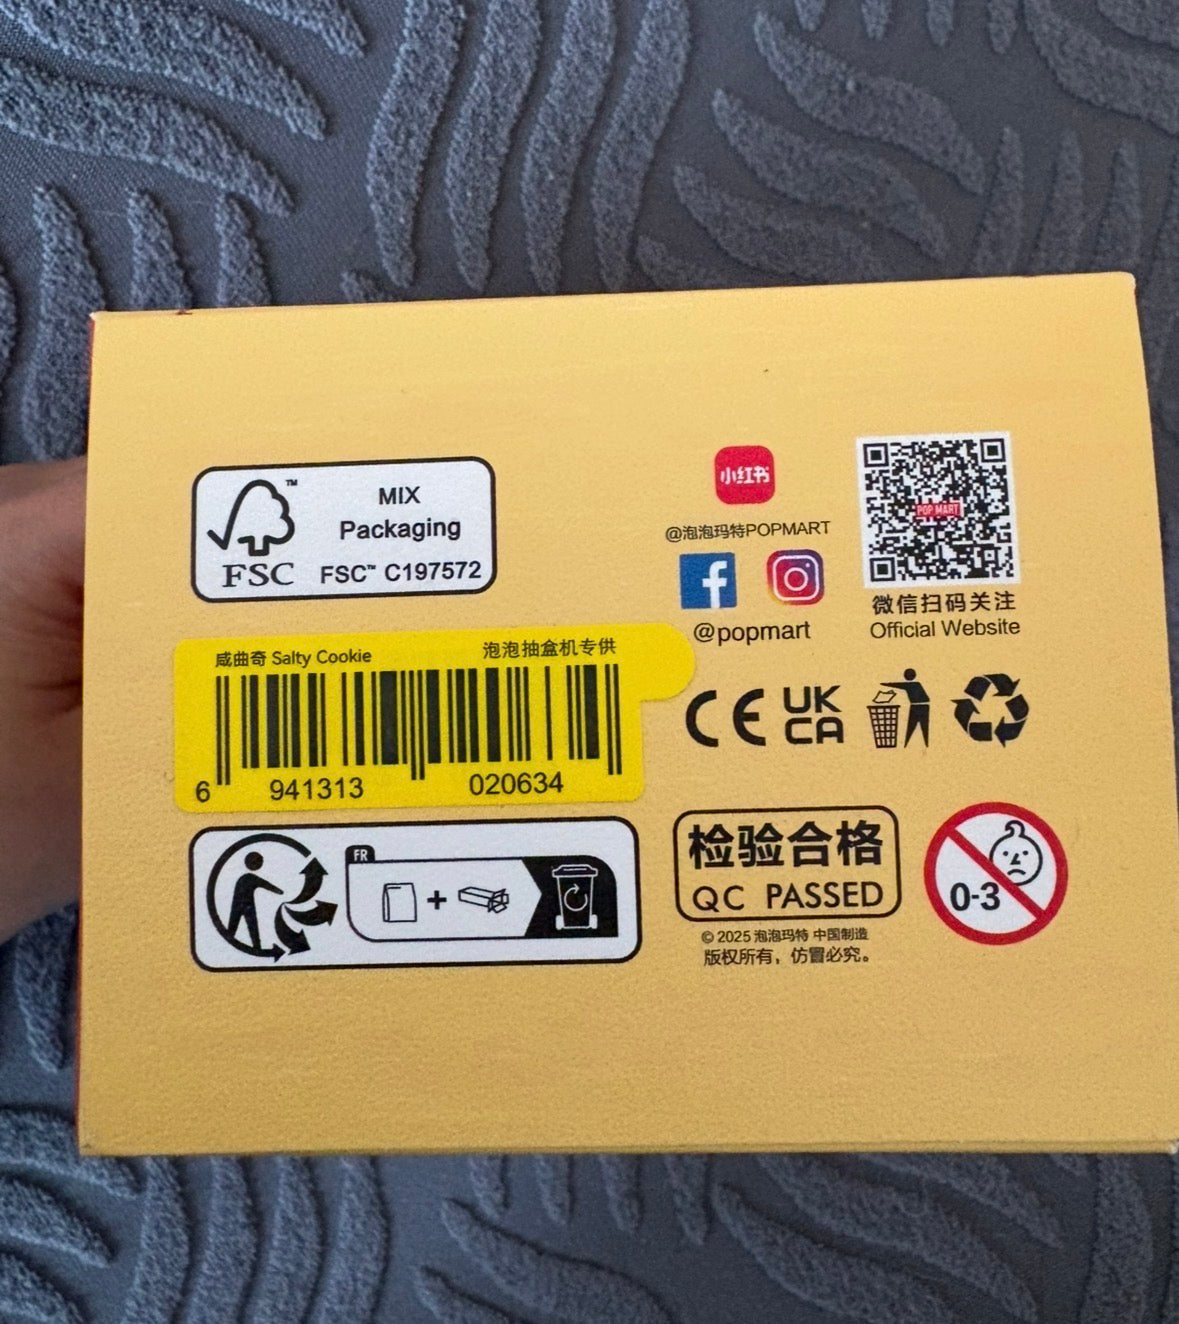 MIX
Packaging
FSC™ C197572
™
FSC
小红书
@泡泡玛特POPMART
f
@popmart
POP MART
微信扫码关注
Official Website
咸曲奇 Salty Cookie
泡泡抽盒机专供
6 941313 020634
CE
UK
CA
FR
检验合格
QC PASSED
0-3
© 2025 泡泡玛特 中国制造
版权所有，仿冒必究。